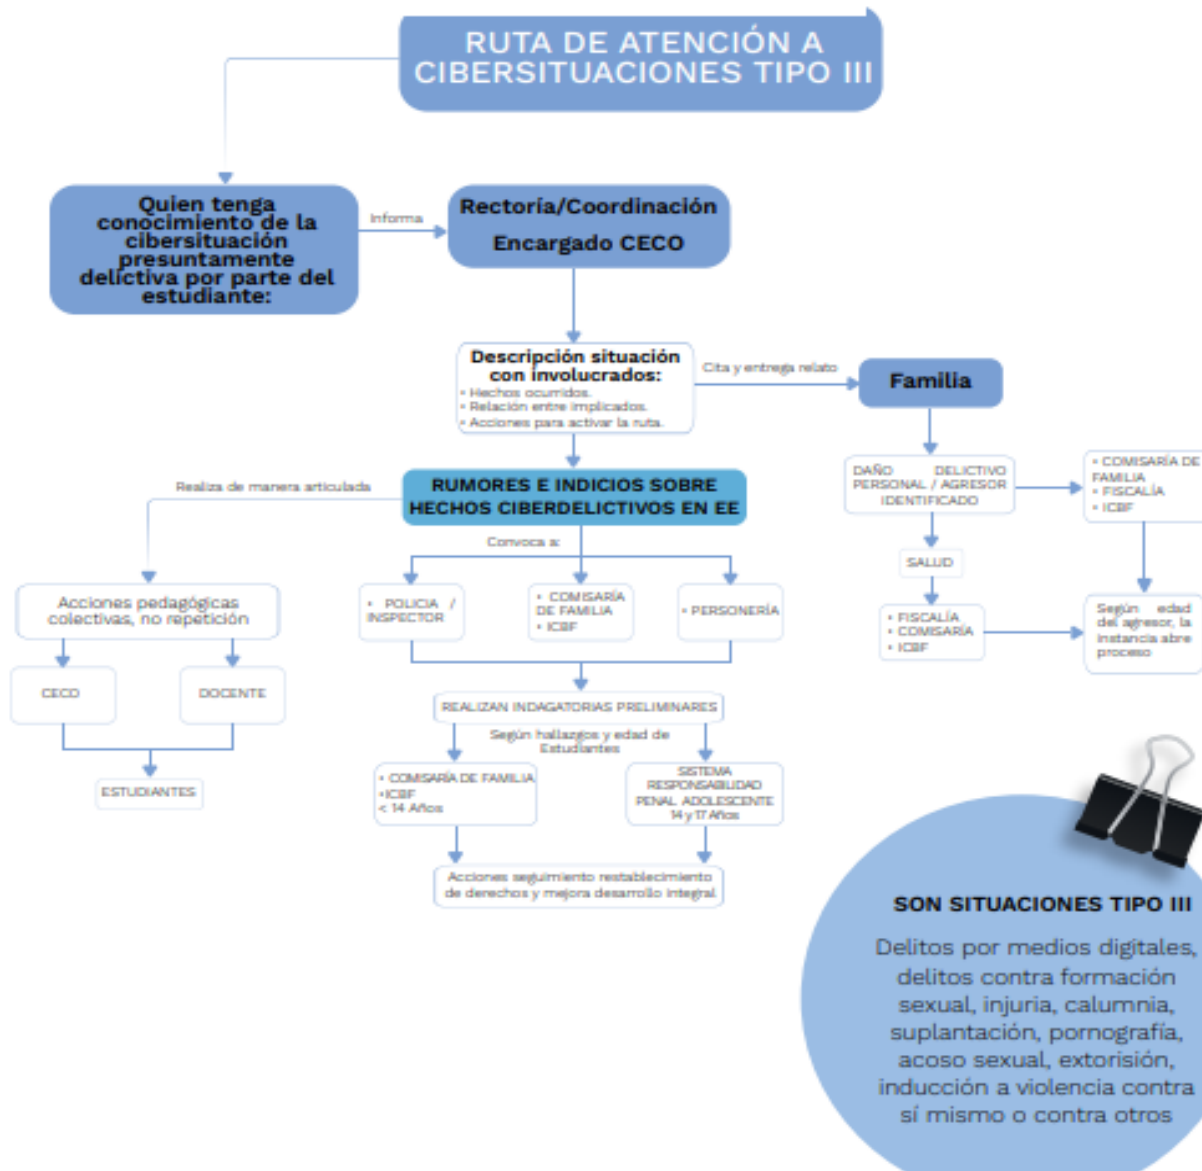 RUTA DE ATENCIÓN A
CIBERSITUACIONES TIPO III
Quien tenga
conocimiento de la
cibersituación
presuntamente
delictiva por parte del
estudiante:
Informa
Rectoría/Coordinación
Encargado CECO
Descripción situación
con involucrados:
• Hechos ocurridos.
• Relación entre implicados.
• Acciones para activar la ruta.
Cita y entrega relato
Familia
DAÑO DELICTIVO
PERSONAL / AGRESOR
IDENTIFICADO
• COMISARÍA DE
FAMILIA
• FISCALÍA
• ICBF
SALUD
• FISCALÍA
• COMISARÍA
• ICBF
Según edad
del agresor, la
instancia abre
proceso
Realiza de manera articulada
RUMORES E INDICIOS SOBRE
HECHOS CIBERDELICTIVOS EN EE
Convoca a:
Acciones pedagógicas
colectivas, no repetición
CECO
DOCENTE
ESTUDIANTES
• POLICIA /
INSPECTOR
• COMISARÍA
DE FAMILIA
• ICBF
• PERSONERÍA
REALIZAN INDAGATORIAS PRELIMINARES
Según hallazgos y edad de
Estudiantes
• COMISARÍA DE FAMILIA
•ICBF
< 14 Años
SISTEMA
RESPONSABILIDAD
PENAL ADOLESCENTE
14 y 17 Años
Acciones seguimiento restablecimiento
de derechos y mejora desarrollo integral
SON SITUACIONES TIPO III
Delitos por medios digitales,
delitos contra formación
sexual, injuria, calumnia,
suplantación, pornografía,
acoso sexual, extorisión,
inducción a violencia contra
sí mismo o contra otros